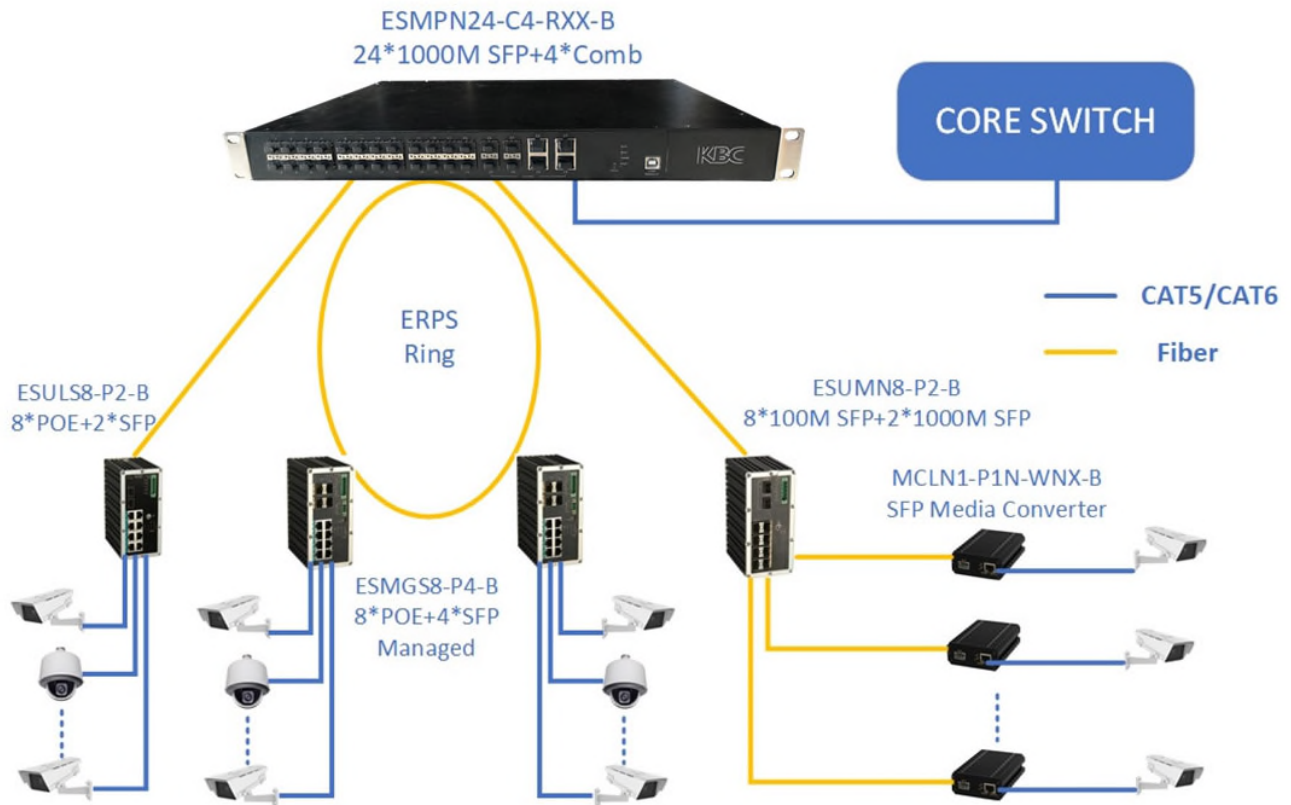 ESMPN24-C4-RXX-B
24*1000M SFP+4*Comb
CORE SWITCH
KBC
CAT5/CAT6
Fiber
ERPS
Ring
ESULS8-P2-B
8*POE+2*SFP
ESUMN8-P2-B
8*100M SFP+2*1000M SFP
MCLN1-P1N-WNX-B
SFP Media Converter
ESMGS8-P4-B
8*POE+4*SFP
Managed